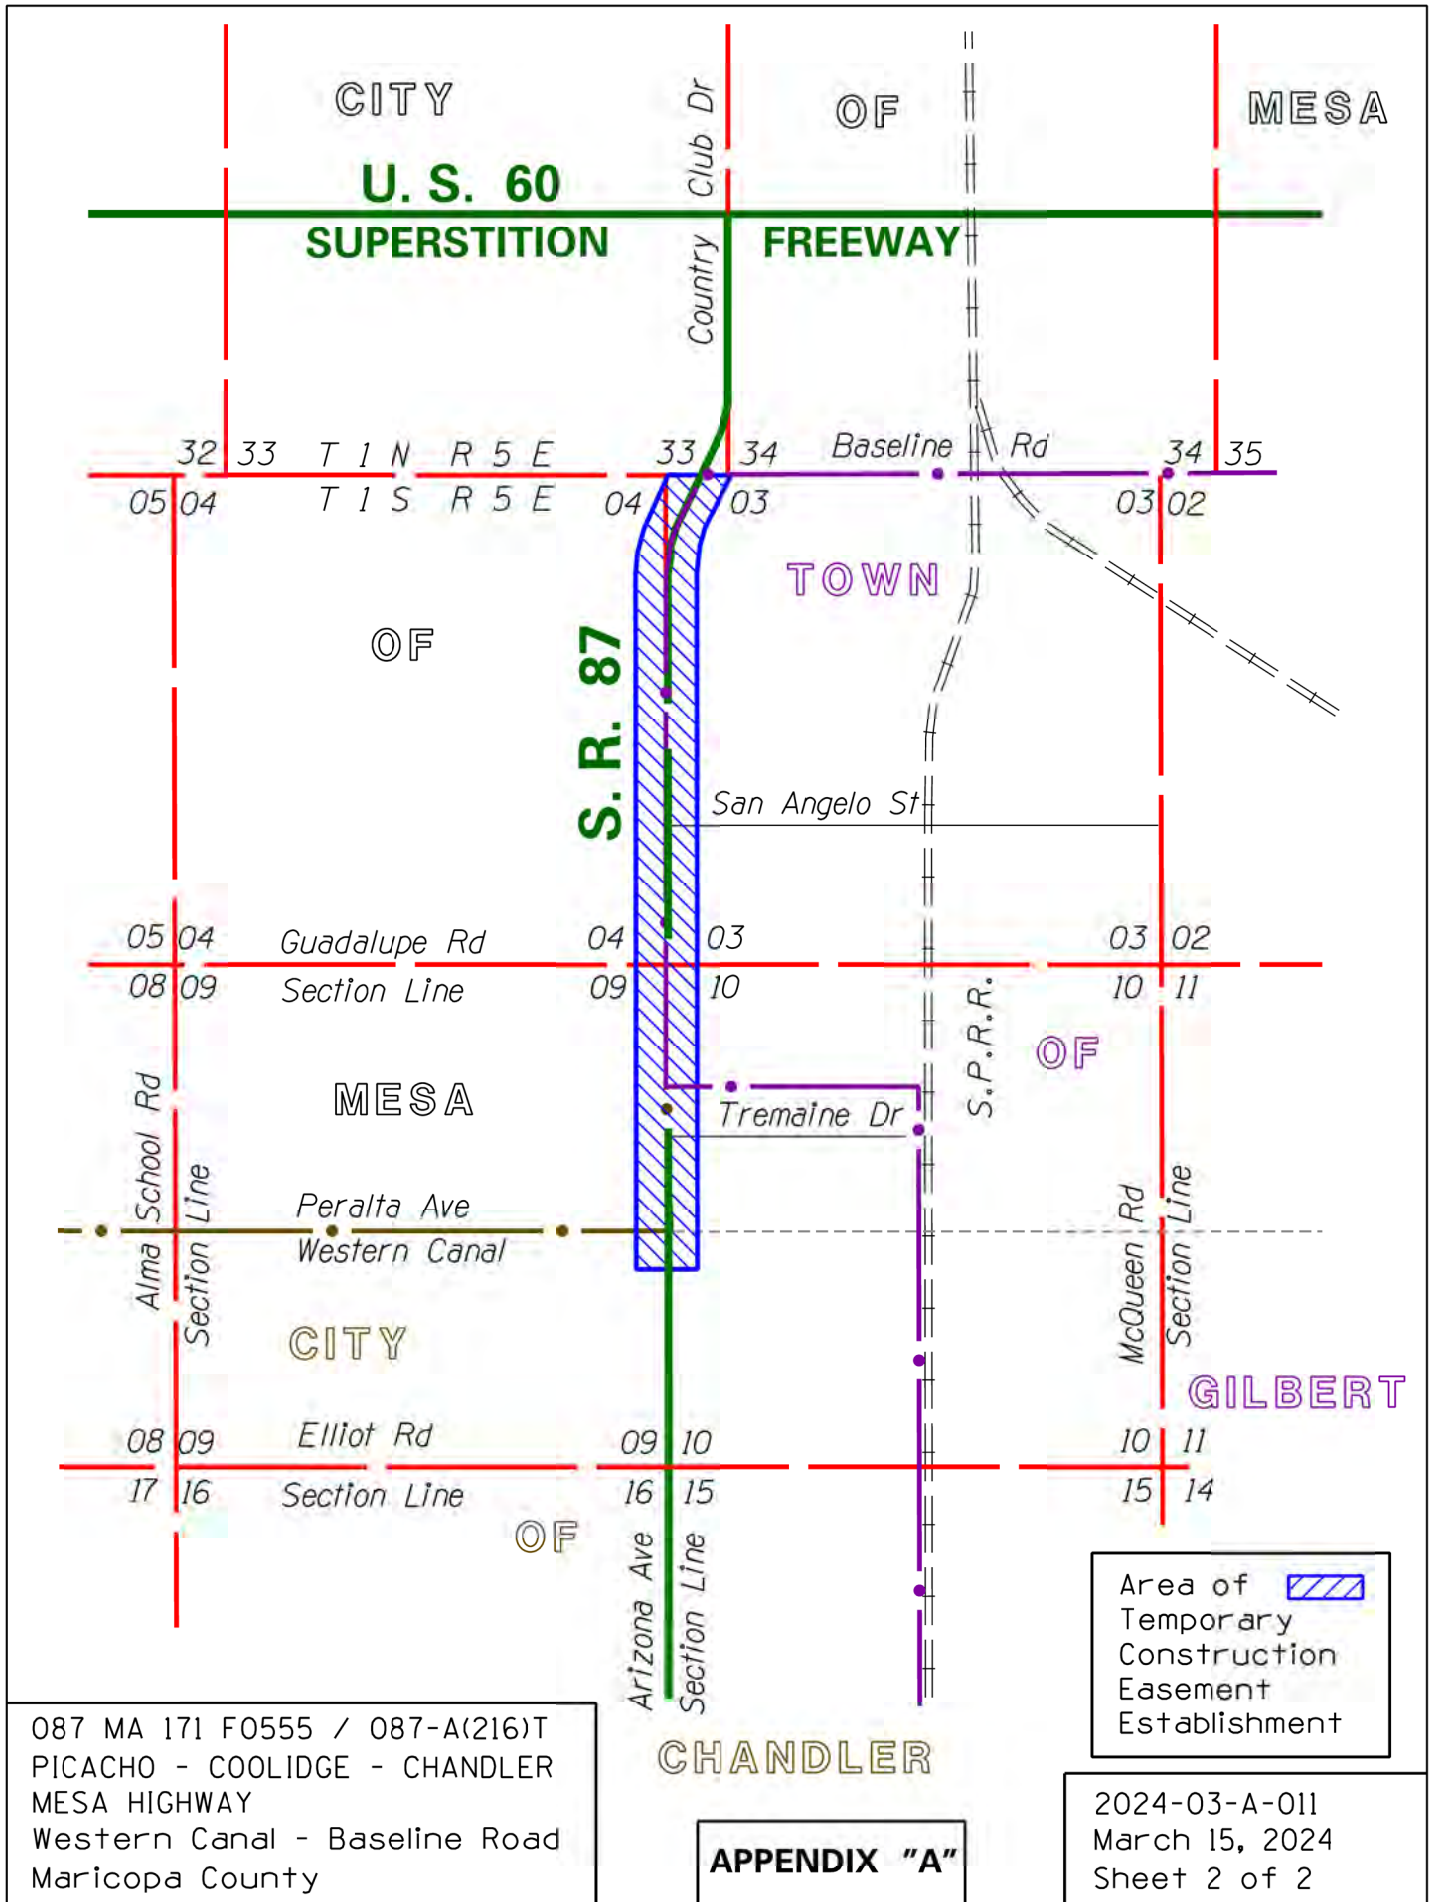 CITY OF MESA
Country Club Dr
U. S. 60
SUPERSTITION FREEWAY
32 33 T 1 N R 5 E 33 34 Baseline Rd 34 35
05 04 T 1 S R 5 E 04 03 03 02
TOWN
OF
S. R. 87
San Angelo St
05 04 Guadalupe Rd 04 03 03 02
08 09 Section Line 09 10 10 11
S.P.R.R.
OF
MESA
Tremaine Dr
Alma School Rd
Section Line
Peralta Ave
Western Canal
McQueen Rd
Section Line
CITY
GILBERT
08 09 Elliot Rd 09 10 10 11
17 16 Section Line 16 15 15 14
OF
Arizona Ave
Section Line
Area of
Temporary
Construction
Easement
Establishment
CHANDLER
087 MA 171 F0555 / 087-A(216)T
PICACHO - COOLIDGE - CHANDLER
MESA HIGHWAY
Western Canal - Baseline Road
Maricopa County
APPENDIX "A"
2024-03-A-011
March 15, 2024
Sheet 2 of 2